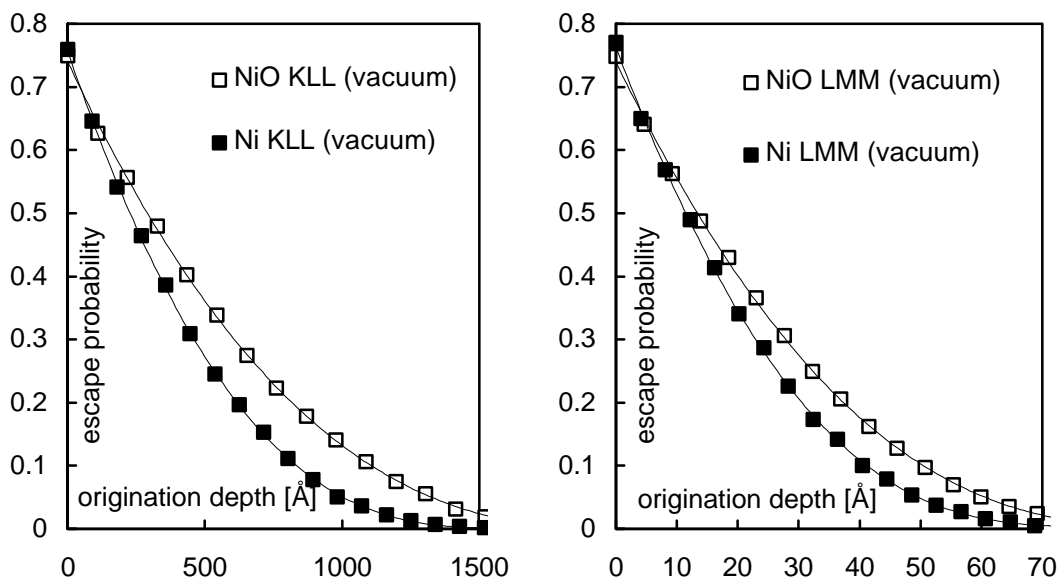 0.8
0.7
0.6
0.5
0.4
0.3
0.2
0.1
0
NiO KLL (vacuum)
Ni KLL (vacuum)
escape probability
origination depth [Å]
0 500 1000 1500
0.8
0.7
0.6
0.5
0.4
0.3
0.2
0.1
0
NiO LMM (vacuum)
Ni LMM (vacuum)
escape probability
origination depth [Å]
0 10 20 30 40 50 60 70